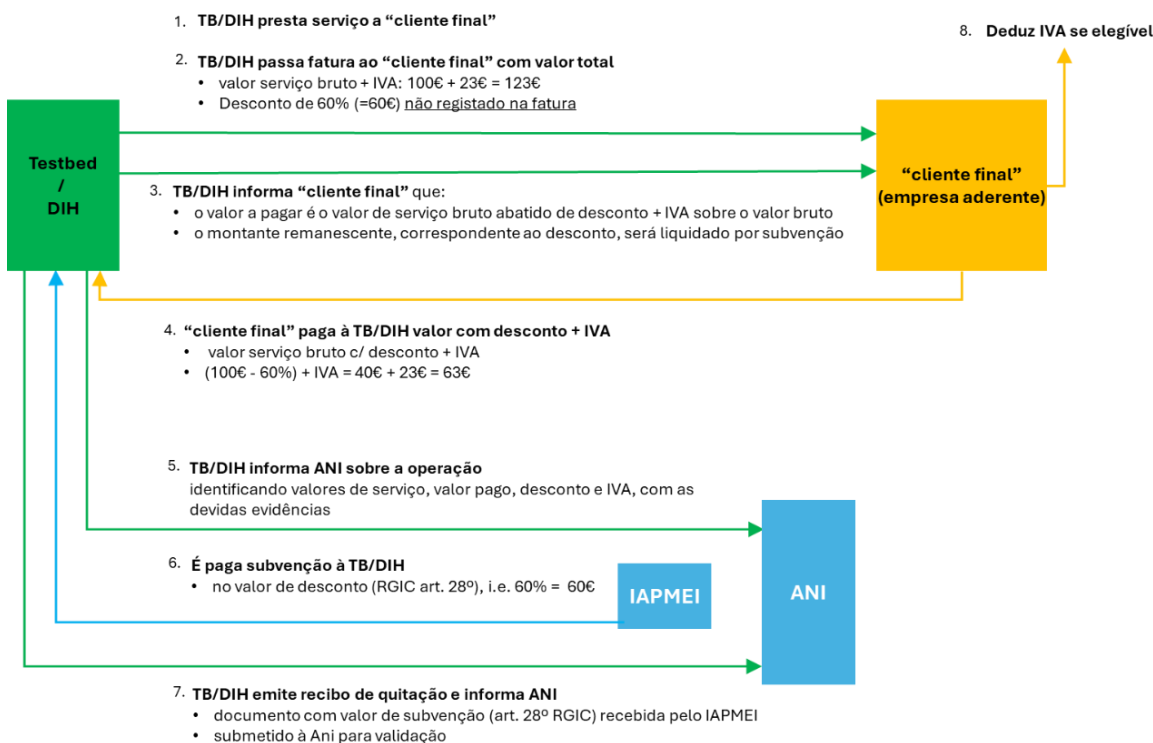 1. TB/DIH presta serviço a “cliente final”
8. Deduz IVA se elegível
2. TB/DIH passa fatura ao “cliente final” com valor total
• valor serviço bruto + IVA: 100€ + 23€ = 123€
• Desconto de 60% (=60€) não registado na fatura
Testbed
/
DIH
“cliente final”
(empresa aderente)
3. TB/DIH informa “cliente final” que:
• o valor a pagar é o valor de serviço bruto abatido de desconto + IVA sobre o valor bruto
• o montante remanescente, correspondente ao desconto, será liquidado por subvenção
4. “cliente final” paga à TB/DIH valor com desconto + IVA
• valor serviço bruto c/ desconto + IVA
• (100€ - 60%) + IVA = 40€ + 23€ = 63€
5. TB/DIH informa ANI sobre a operação
identificando valores de serviço, valor pago, desconto e IVA, com as
devidas evidências
6. É paga subvenção à TB/DIH
• no valor de desconto (RGIC art. 28º), i.e. 60% = 60€
IAPMEI
ANI
7. TB/DIH emite recibo de quitação e informa ANI
• documento com valor de subvenção (art. 28º RGIC) recebida pelo IAPMEI
• submetido à Ani para validação